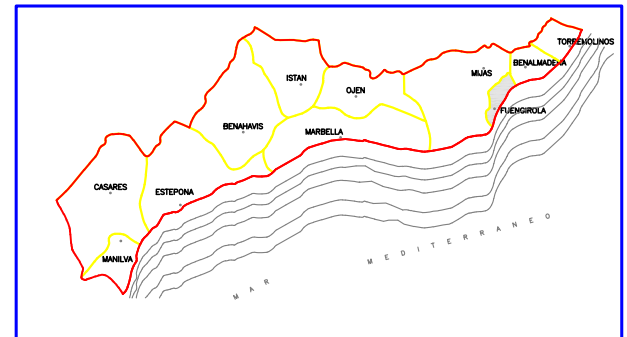 TORREMOLINOS
BENALMADENA
MIJAS
ISTAN
OJEN
FUENGIROLA
BENAHAVIS
MARBELLA
CASARES
ESTEPONA
MANILVA
MAR MEDITERRANEO